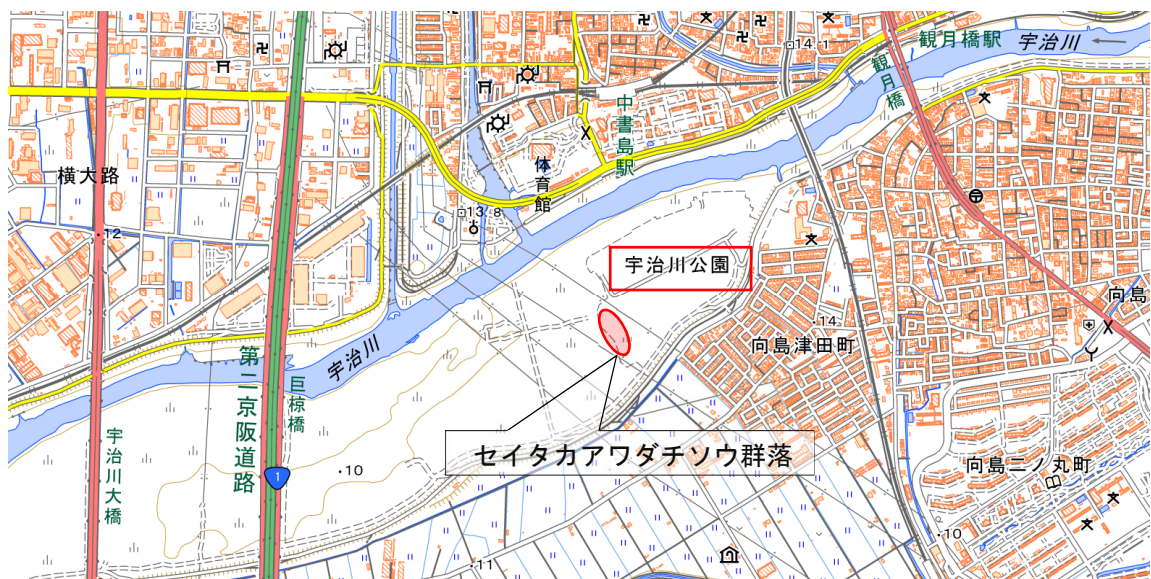 14.1
観月橋駅
宇治川
観月橋
中書島駅
体育館
横大路
13.8
12
宇治川公園
向島
14
向島津田町
宇治川
第二京阪道路
巨椋橋
セイタカアワダチソウ群落
宇治川大橋
1
10
向島二ノ丸町
10
11